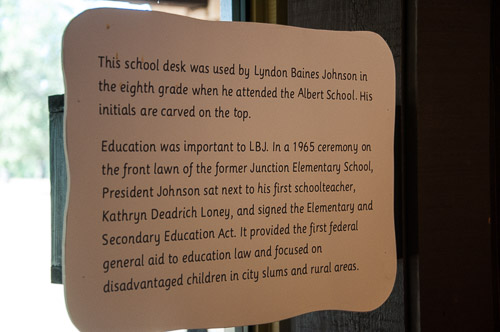 This school desk was used by Lyndon Baines Johnson in
the eighth grade when he attended the Albert School. His
initials are carved on the top.
Education was important to LBJ. In a 1965 ceremony on
the front lawn of the former Junction Elementary School,
President Johnson sat next to his first schoolteacher,
Kathryn Deadrich Loney, and signed the Elementary and
Secondary Education Act. It provided the first federal
general aid to education law and focused on
disadvantaged children in city slums and rural areas.